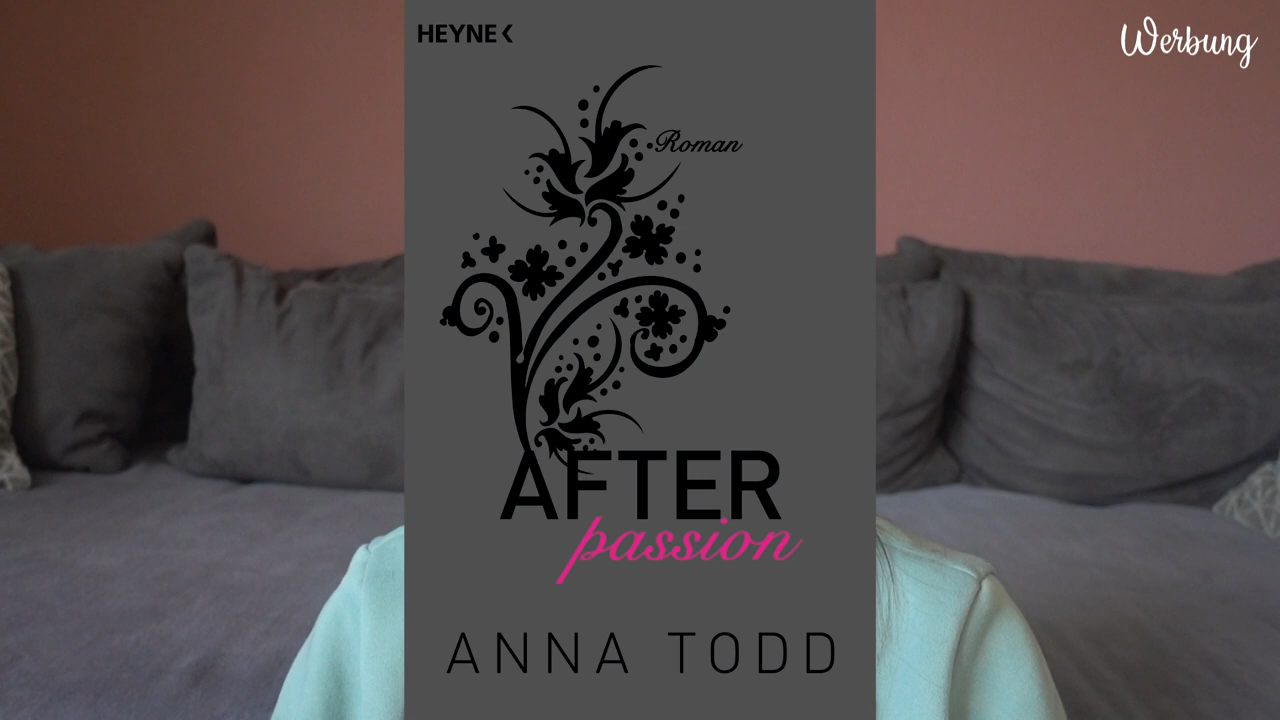 HEYNE
Werbung
Roman
AFTER
passion
ANNA TODD